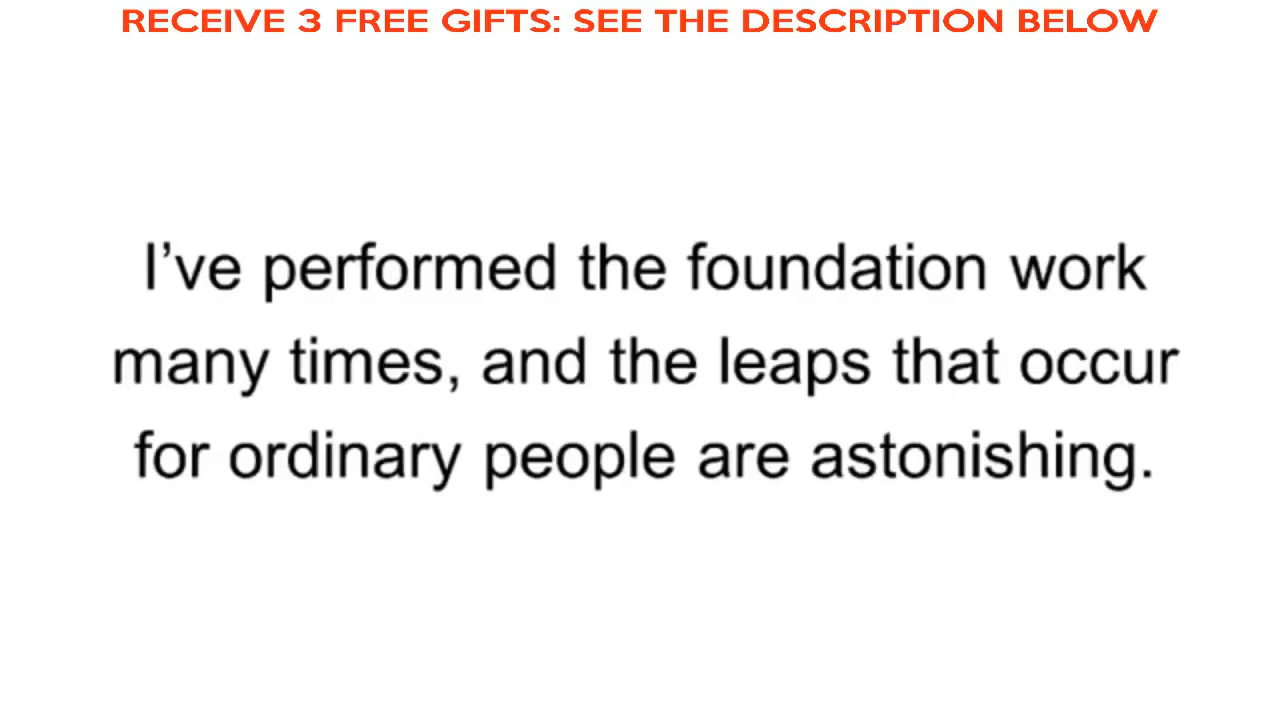 RECEIVE 3 FREE GIFTS: SEE THE DESCRIPTION BELOW
I’ve performed the foundation work
many times, and the leaps that occur
for ordinary people are astonishing.